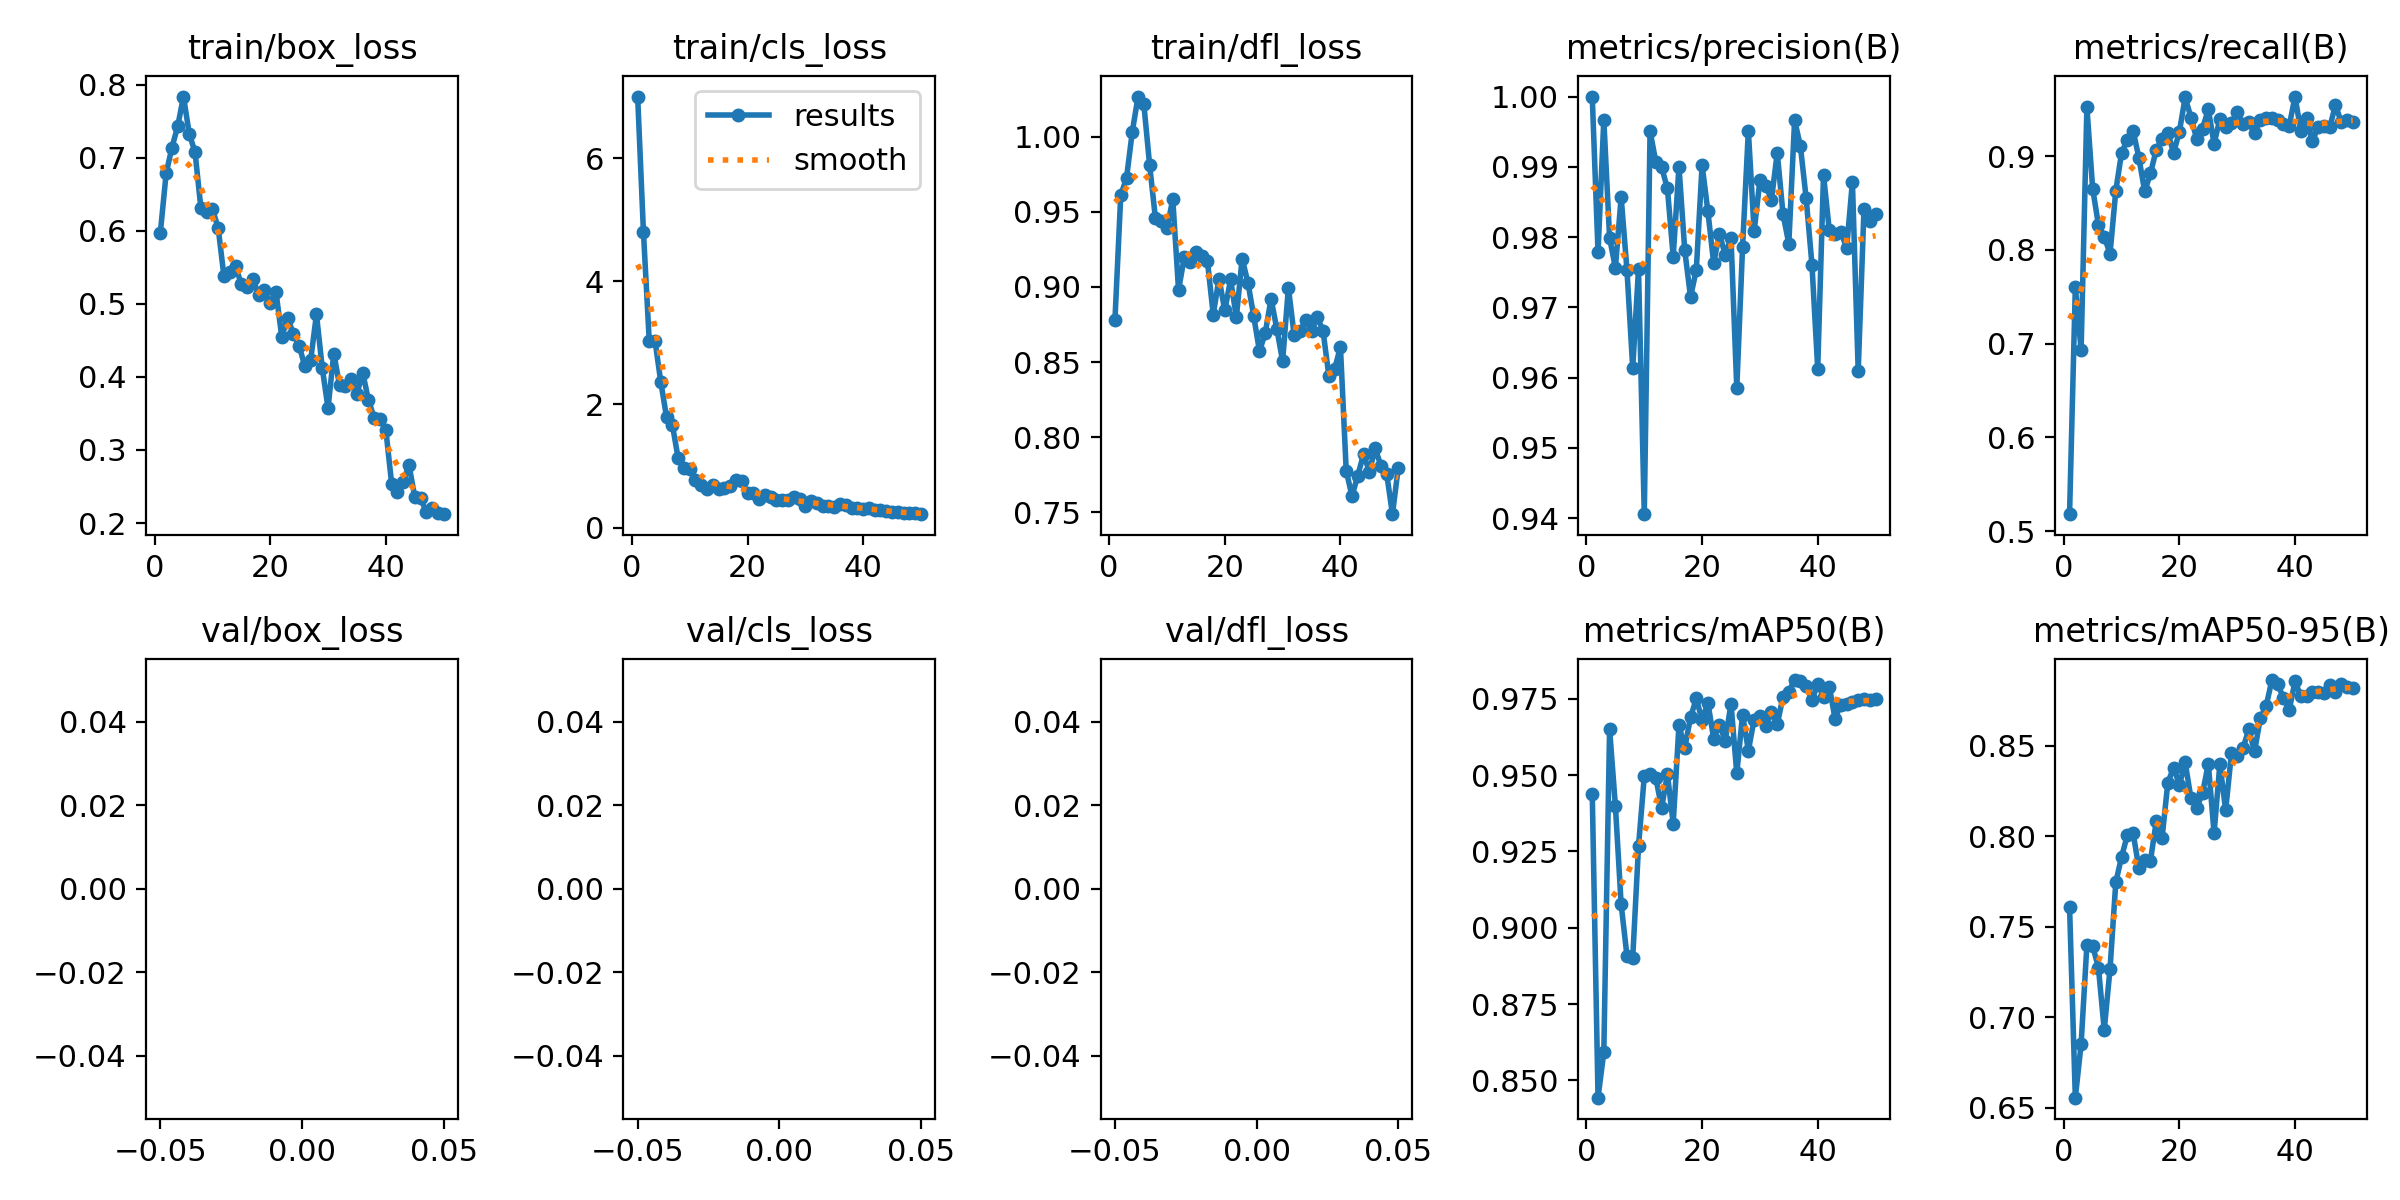 train/box_loss
0.8
0.7
0.6
0.5
0.4
0.3
0.2
0 20 40
train/cls_loss
results
smooth
6
4
2
0
0 20 40
train/dfl_loss
1.00
0.95
0.90
0.85
0.80
0.75
0 20 40
metrics/precision(B)
1.00
0.99
0.98
0.97
0.96
0.95
0.94
0 20 40
metrics/recall(B)
0.9
0.8
0.7
0.6
0.5
0 20 40
val/box_loss
0.04
0.02
0.00
−0.02
−0.04
−0.05 0.00 0.05
val/cls_loss
0.04
0.02
0.00
−0.02
−0.04
−0.05 0.00 0.05
val/dfl_loss
0.04
0.02
0.00
−0.02
−0.04
−0.05 0.00 0.05
metrics/mAP50(B)
0.975
0.950
0.925
0.900
0.875
0.850
0 20 40
metrics/mAP50-95(B)
0.85
0.80
0.75
0.70
0.65
0 20 40